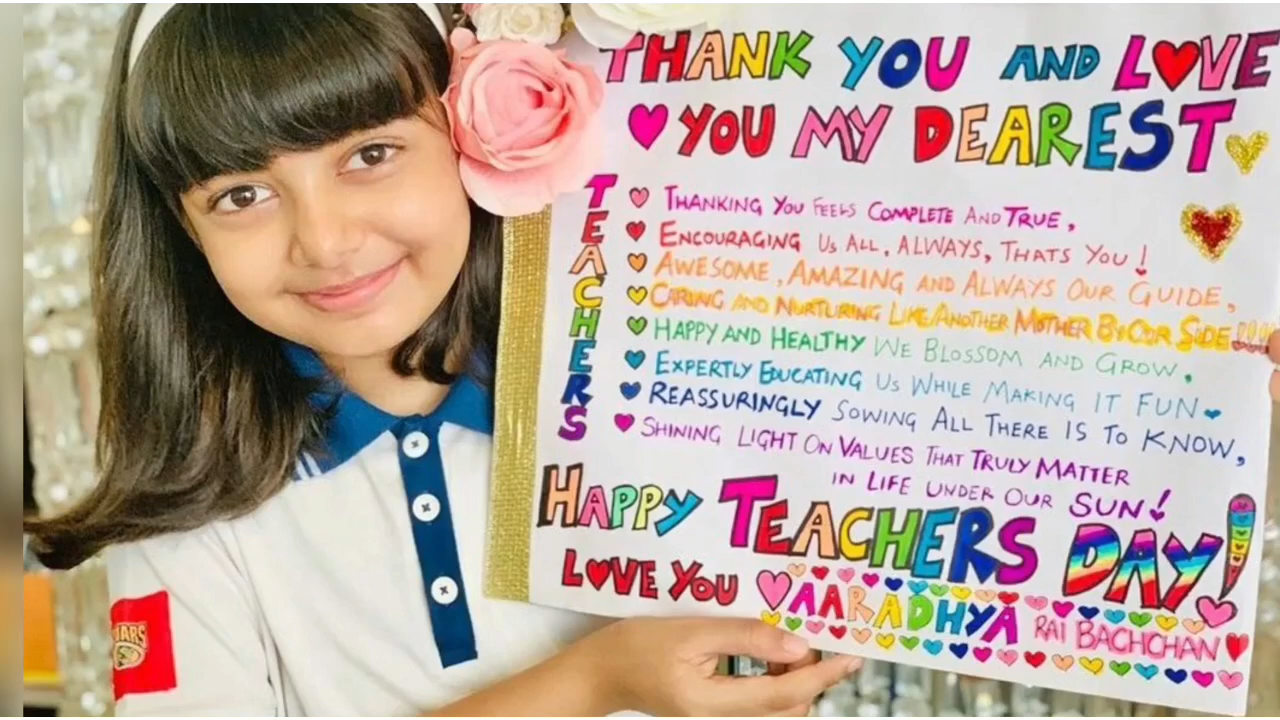 THANK YOU AND LOVE
YOU MY DEAREST
TEACHERS
THANKING YOU FEELS COMPLETE AND TRUE,
ENCOURAGING US ALL, ALWAYS, THATS YOU!
AWESOME, AMAZING AND ALWAYS OUR GUIDE,
CARING AND NURTURING LIKE ANOTHER MOTHER BY OUR SIDE!!!!
HAPPY AND HEALTHY WE BLOSSOM AND GROW,
EXPERTLY EDUCATING US WHILE MAKING IT FUN
REASSURINGLY SOWING ALL THERE IS TO KNOW,
SHINING LIGHT ON VALUES THAT TRULY MATTER
IN LIFE UNDER OUR SUN!
HAPPY TEACHERS DAY!
LOVE YOU AARADHYA RAI BACHCHAN